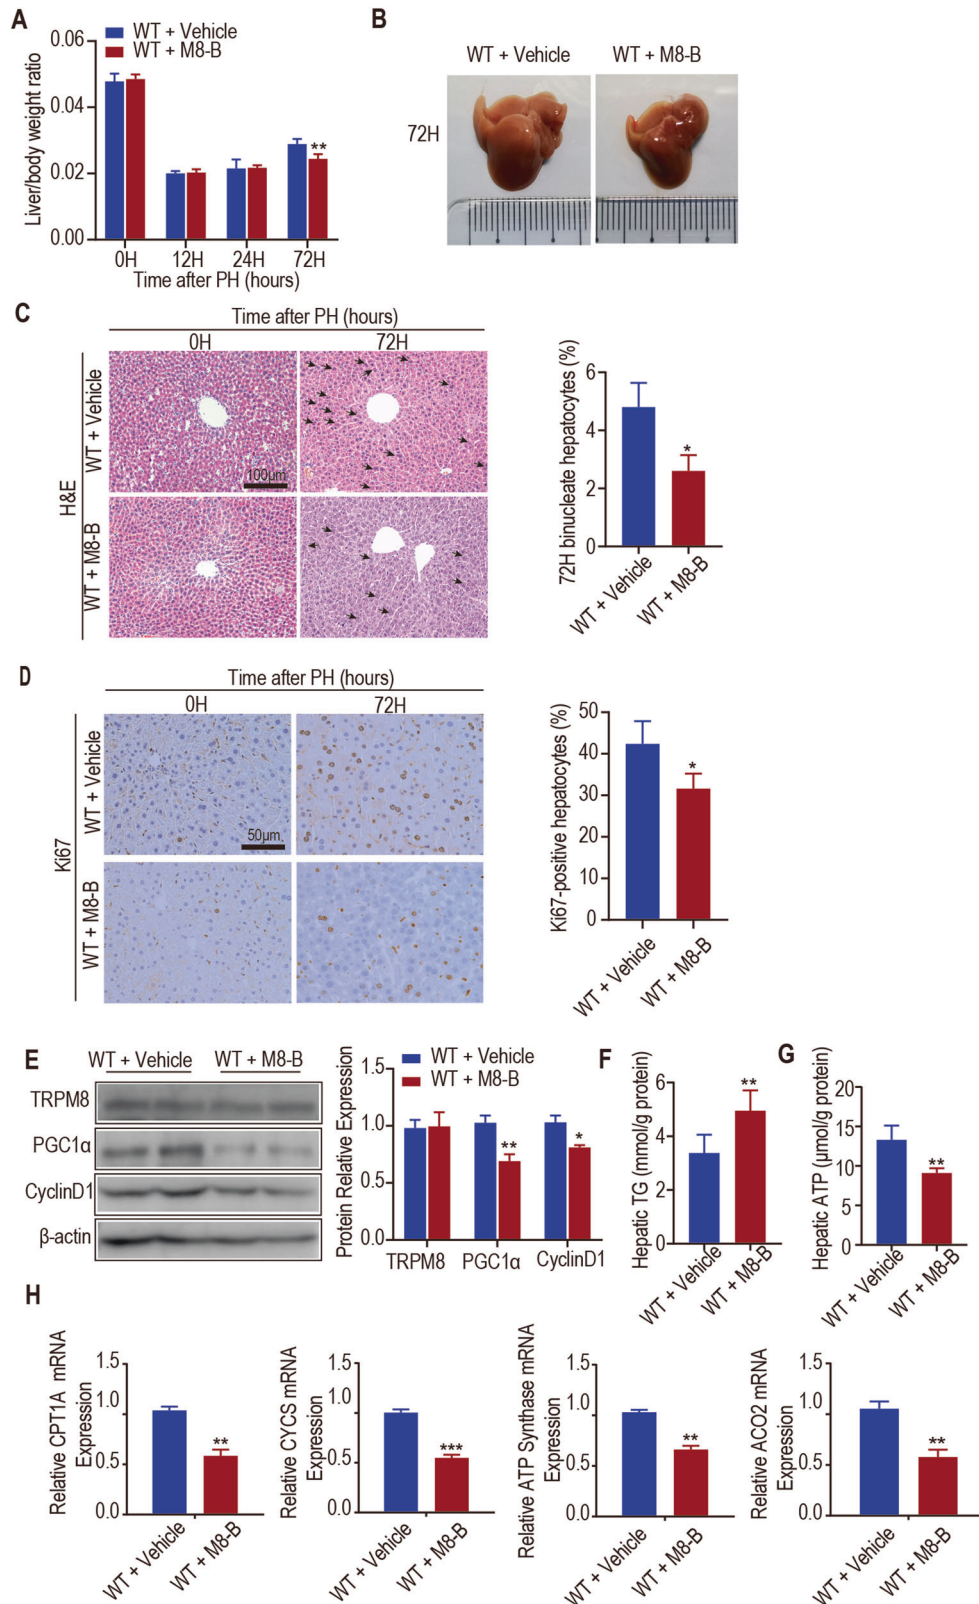 A
WT + Vehicle
WT + M8-B
Liver/body weight ratio
0.06
0.04
0.02
0.00
**
0H 12H 24H 72H
Time after PH (hours)
B
WT + Vehicle WT + M8-B
72H
C
Time after PH (hours)
0H 72H
H&E
WT + Vehicle
WT + M8-B
100μm
72H binucleate hepatocytes (%)
6
4
2
0
*
WT + Vehicle
WT + M8-B
D
Time after PH (hours)
0H 72H
Ki67
WT + Vehicle
WT + M8-B
50μm
Ki67-positive hepatocytes (%)
50
40
30
20
10
0
*
WT + Vehicle
WT + M8-B
E
WT + Vehicle WT + M8-B
TRPM8
PGC1α
CyclinD1
β-actin
WT + Vehicle
WT + M8-B
Protein Relative Expression
1.5
1.0
0.5
0.0
** *
TRPM8 PGC1α CyclinD1
F
Hepatic TG (mmol/g protein)
6
4
2
0
**
WT + Vehicle
WT + M8-B
G
Hepatic ATP (μmol/g protein)
20
15
10
5
0
**
WT + Vehicle
WT + M8-B
H
Relative CPT1A mRNA
Expression
1.5
1.0
0.5
0.0
**
WT + Vehicle
WT + M8-B
Relative CYCS mRNA
Expression
1.5
1.0
0.5
0.0
***
WT + Vehicle
WT + M8-B
Relative ATP Synthase mRNA
Expression
1.5
1.0
0.5
0.0
**
WT + Vehicle
WT + M8-B
Relative ACO2 mRNA
Expression
1.5
1.0
0.5
0.0
**
WT + Vehicle
WT + M8-B